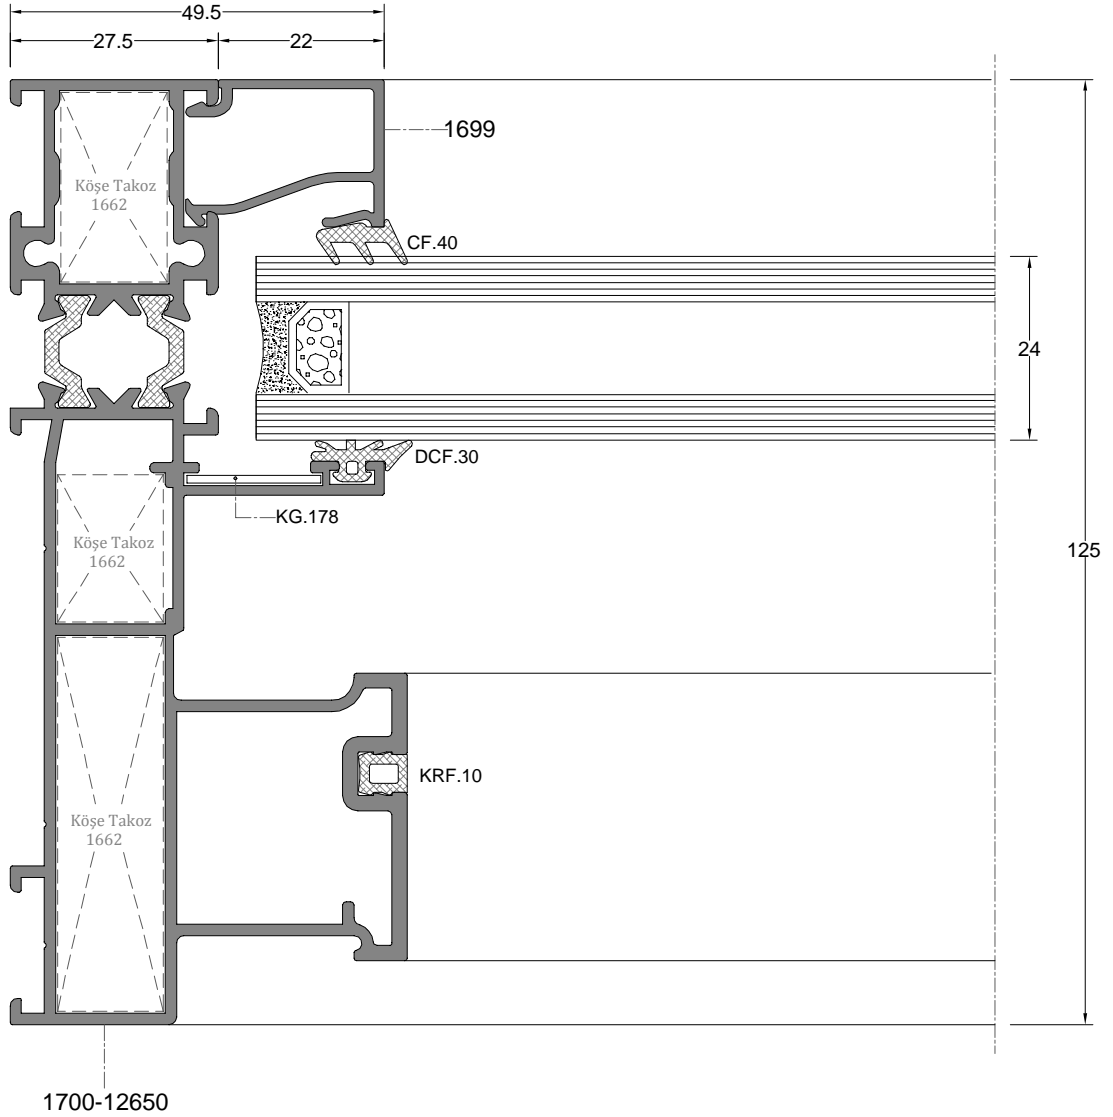 49.5
27.5
22
1699
Köşe Takoz
1662
CF.40
24
DCF.30
KG.178
Köşe Takoz
1662
125
KRF.10
Köşe Takoz
1662
1700-12650